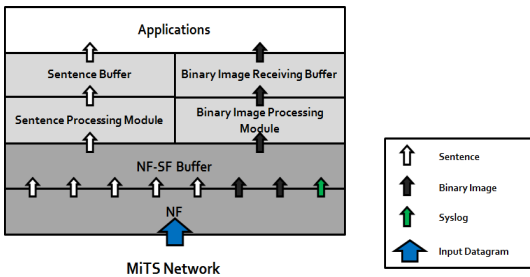 Applications
Sentence Buffer
Binary Image Receiving Buffer
Sentence Processing Module
Binary Image Processing
Module
NF-SF Buffer
NF
MiTS Network
Sentence
Binary Image
Syslog
Input Datagram